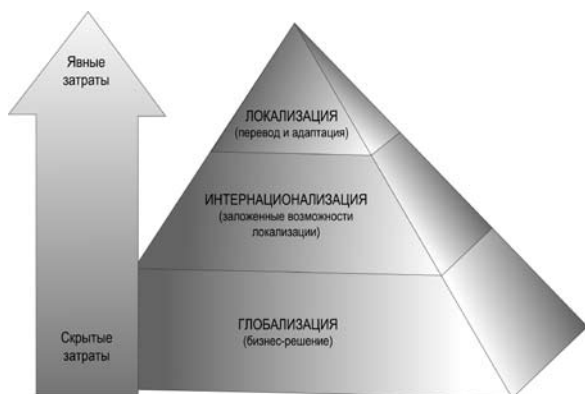 Явные
затраты
ЛОКАЛИЗАЦИЯ
(перевод и адаптация)
ИНТЕРНАЦИОНАЛИЗАЦИЯ
(заложенные возможности
локализации)
ГЛОБАЛИЗАЦИЯ
(бизнес-решение)
Скрытые
затраты